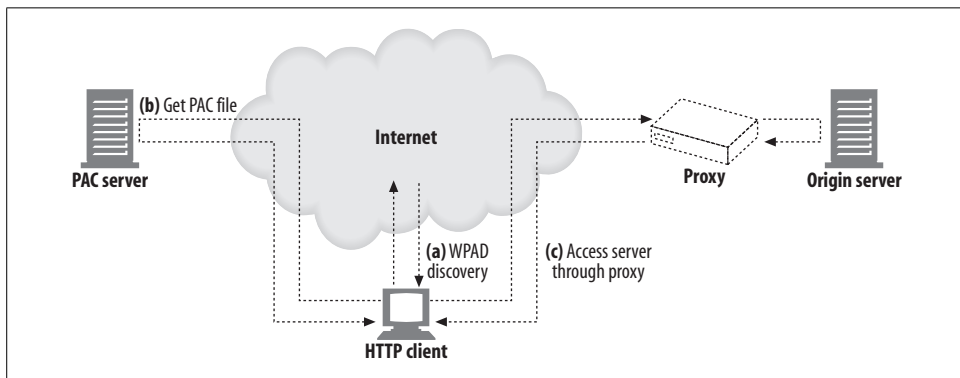 (b) Get PAC file
Internet
PAC server
Proxy
Origin server
(a) WPAD
discovery
(c) Access server
through proxy
HTTP client